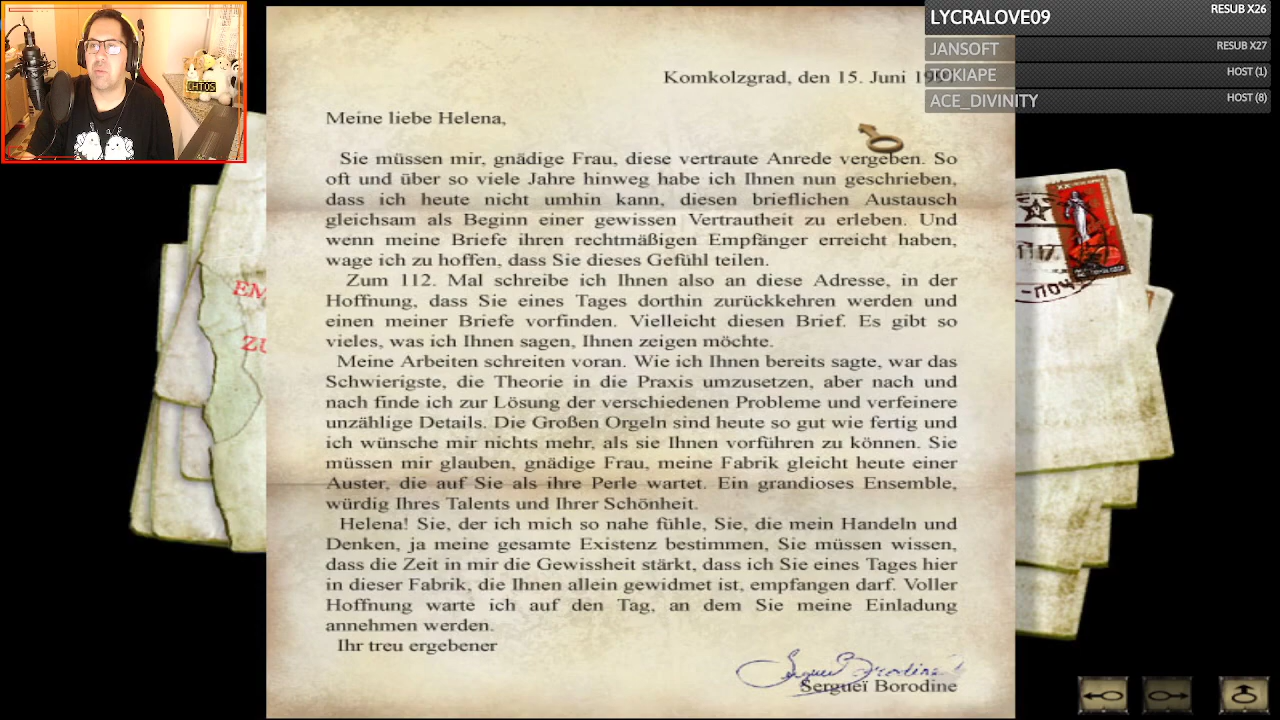 LYCRALOVE09
RESUB X26
JANSOFT
RESUB X27
TOKIAPE
HOST (1)
ACE_DIVINITY
HOST (8)
CHTOS
Komkolzgrad, den 15. Juni
Meine liebe Helena,
Sie müssen mir, gnädige Frau, diese vertraute Anrede vergeben. So
oft und über so viele Jahre hinweg habe ich Ihnen nun geschrieben,
dass ich heute nicht umhin kann, diesen brieflichen Austausch
gleichsam als Beginn einer gewissen Vertrautheit zu erleben. Und
wenn meine Briefe ihren rechtmäßigen Empfänger erreicht haben,
wage ich zu hoffen, dass Sie dieses Gefühl teilen.
Zum 112. Mal schreibe ich Ihnen also an diese Adresse, in der
Hoffnung, dass Sie eines Tages dorthin zurückkehren werden und
einen meiner Briefe vorfinden. Vielleicht diesen Brief. Es gibt so
vieles, was ich Ihnen sagen, Ihnen zeigen möchte.
Meine Arbeiten schreiten voran. Wie ich Ihnen bereits sagte, war das
Schwierigste, die Theorie in die Praxis umzusetzen, aber nach und
nach finde ich zur Lösung der verschiedenen Probleme und verfeinere
unzählige Details. Die Großen Orgeln sind heute so gut wie fertig und
ich wünsche mir nichts mehr, als sie Ihnen vorführen zu können. Sie
müssen mir glauben, gnädige Frau, meine Fabrik gleicht heute einer
Auster, die auf Sie als ihre Perle wartet. Ein grandioses Ensemble,
würdig Ihres Talents und Ihrer Schönheit.
Helena! Sie, der ich mich so nahe fühle, Sie, die mein Handeln und
Denken, ja meine gesamte Existenz bestimmen, Sie müssen wissen,
dass die Zeit in mir die Gewissheit stärkt, dass ich Sie eines Tages hier
in dieser Fabrik, die Ihnen allein gewidmet ist, empfangen darf. Voller
Hoffnung warte ich auf den Tag, an dem Sie meine Einladung
annehmen werden.
Ihr treu ergebener
Sergueï Borodine
Sergueï Borodine
EM
ZU
-ПОЧ